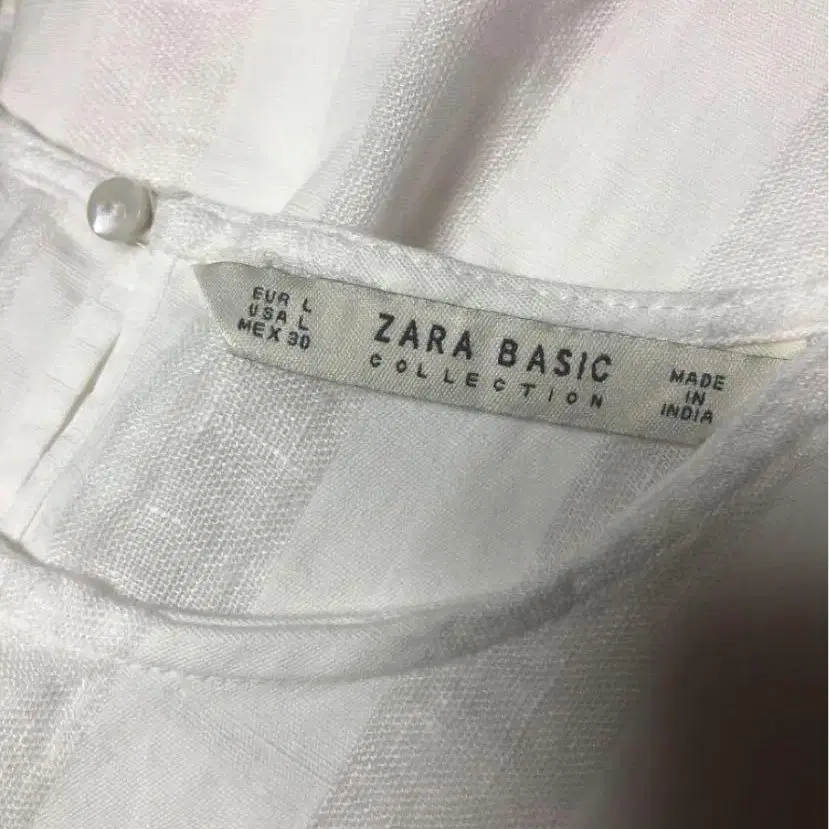 EUR L
USA L
MEX 30
ZARA BASIC
COLLECTION
MADE
IN
INDIA